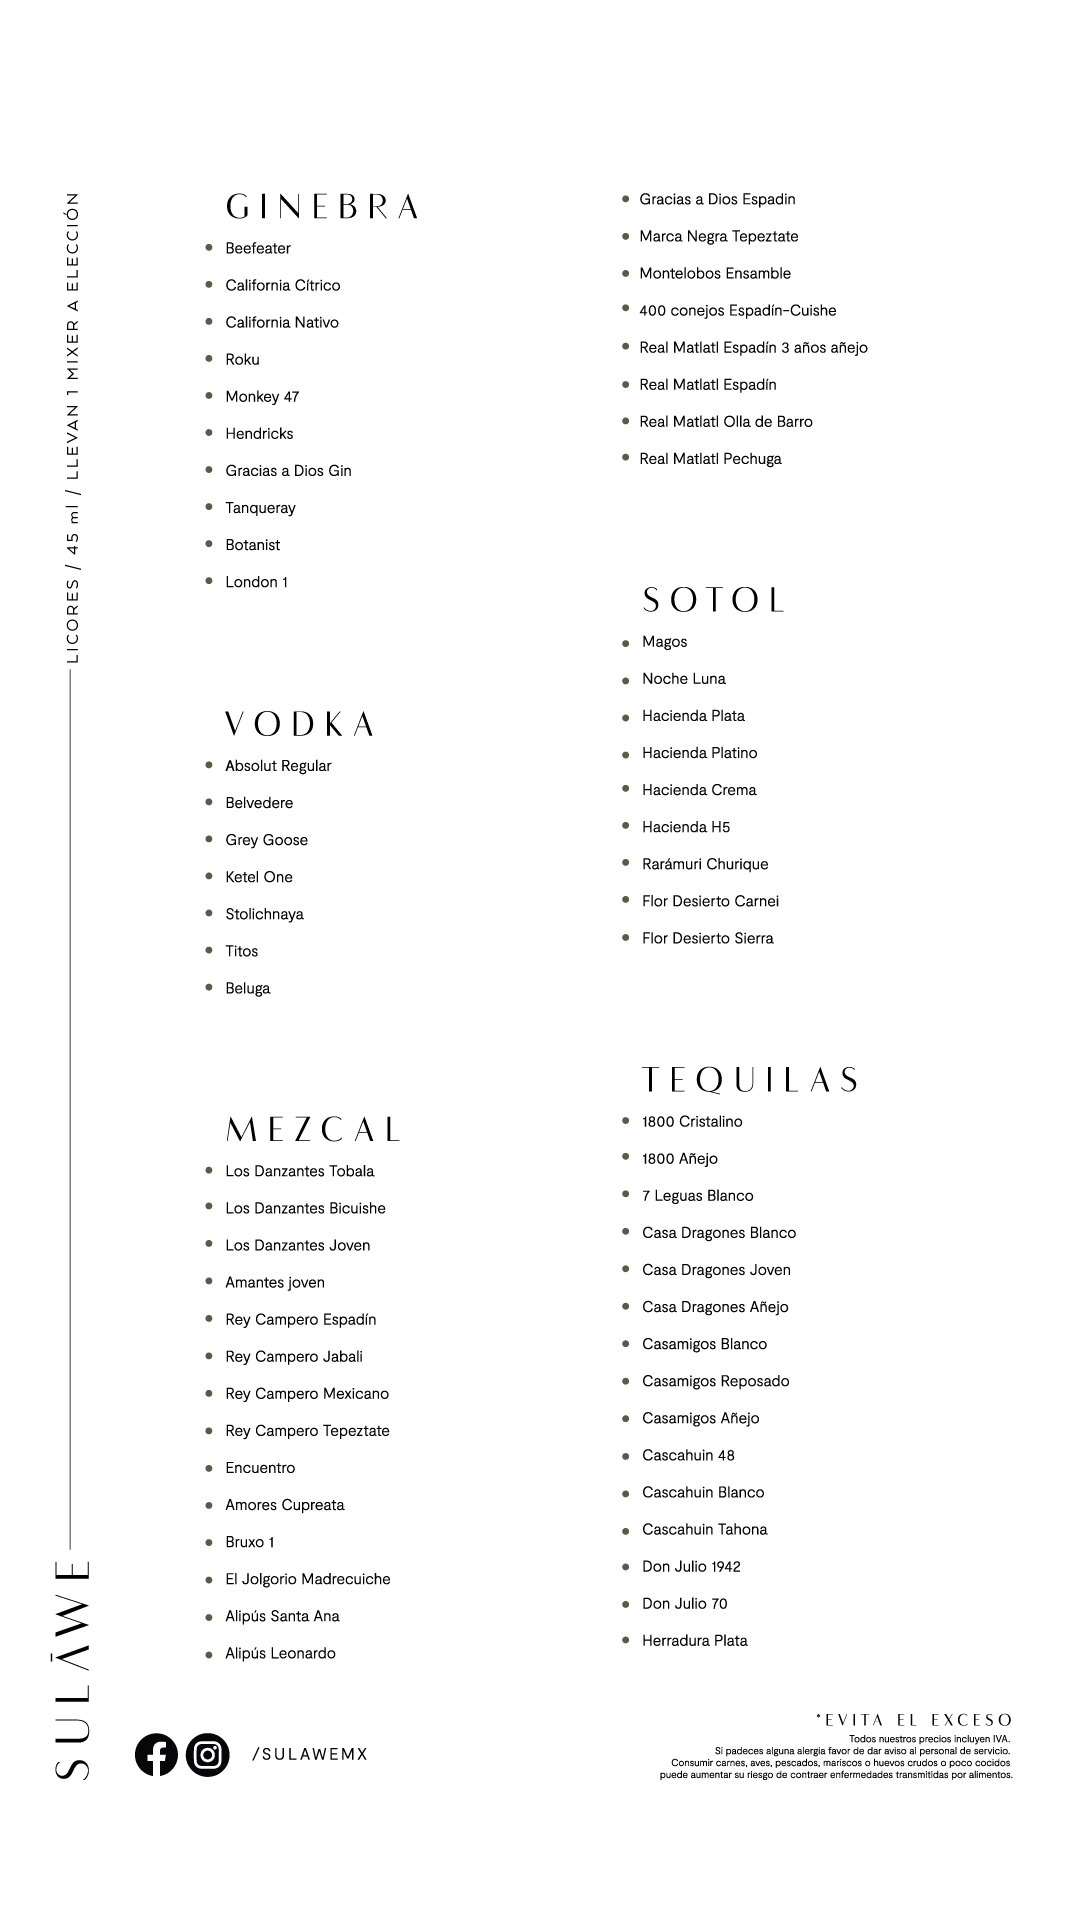 LICORES / 45 ml / LLEVAN 1 MIXER A ELECCIÓN
SULĀWE
GINEBRA
Beefeater
California Cítrico
California Nativo
Roku
Monkey 47
Hendricks
Gracias a Dios Gin
Tanqueray
Botanist
London 1
VODKA
Absolut Regular
Belvedere
Grey Goose
Ketel One
Stolichnaya
Titos
Beluga
MEZCAL
Los Danzantes Tobala
Los Danzantes Bicuishe
Los Danzantes Joven
Amantes joven
Rey Campero Espadín
Rey Campero Jabali
Rey Campero Mexicano
Rey Campero Tepeztate
Encuentro
Amores Cupreata
Bruxo 1
El Jolgorio Madrecuiche
Alipús Santa Ana
Alipús Leonardo
Gracias a Dios Espadin
Marca Negra Tepeztate
Montelobos Ensamble
400 conejos Espadín-Cuishe
Real Matlatl Espadín 3 años añejo
Real Matlatl Espadín
Real Matlatl Olla de Barro
Real Matlatl Pechuga
SOTOL
Magos
Noche Luna
Hacienda Plata
Hacienda Platino
Hacienda Crema
Hacienda H5
Rarámuri Churique
Flor Desierto Carnei
Flor Desierto Sierra
TEQUILAS
1800 Cristalino
1800 Añejo
7 Leguas Blanco
Casa Dragones Blanco
Casa Dragones Joven
Casa Dragones Añejo
Casamigos Blanco
Casamigos Reposado
Casamigos Añejo
Cascahuin 48
Cascahuin Blanco
Cascahuin Tahona
Don Julio 1942
Don Julio 70
Herradura Plata
/SULAWEMX
*EVITA EL EXCESO
Todos nuestros precios incluyen IVA.
Si padeces alguna alergia favor de dar aviso al personal de servicio.
Consumir carnes, aves, pescados, mariscos o huevos crudos o poco cocidos
puede aumentar su riesgo de contraer enfermedades transmitidas por alimentos.